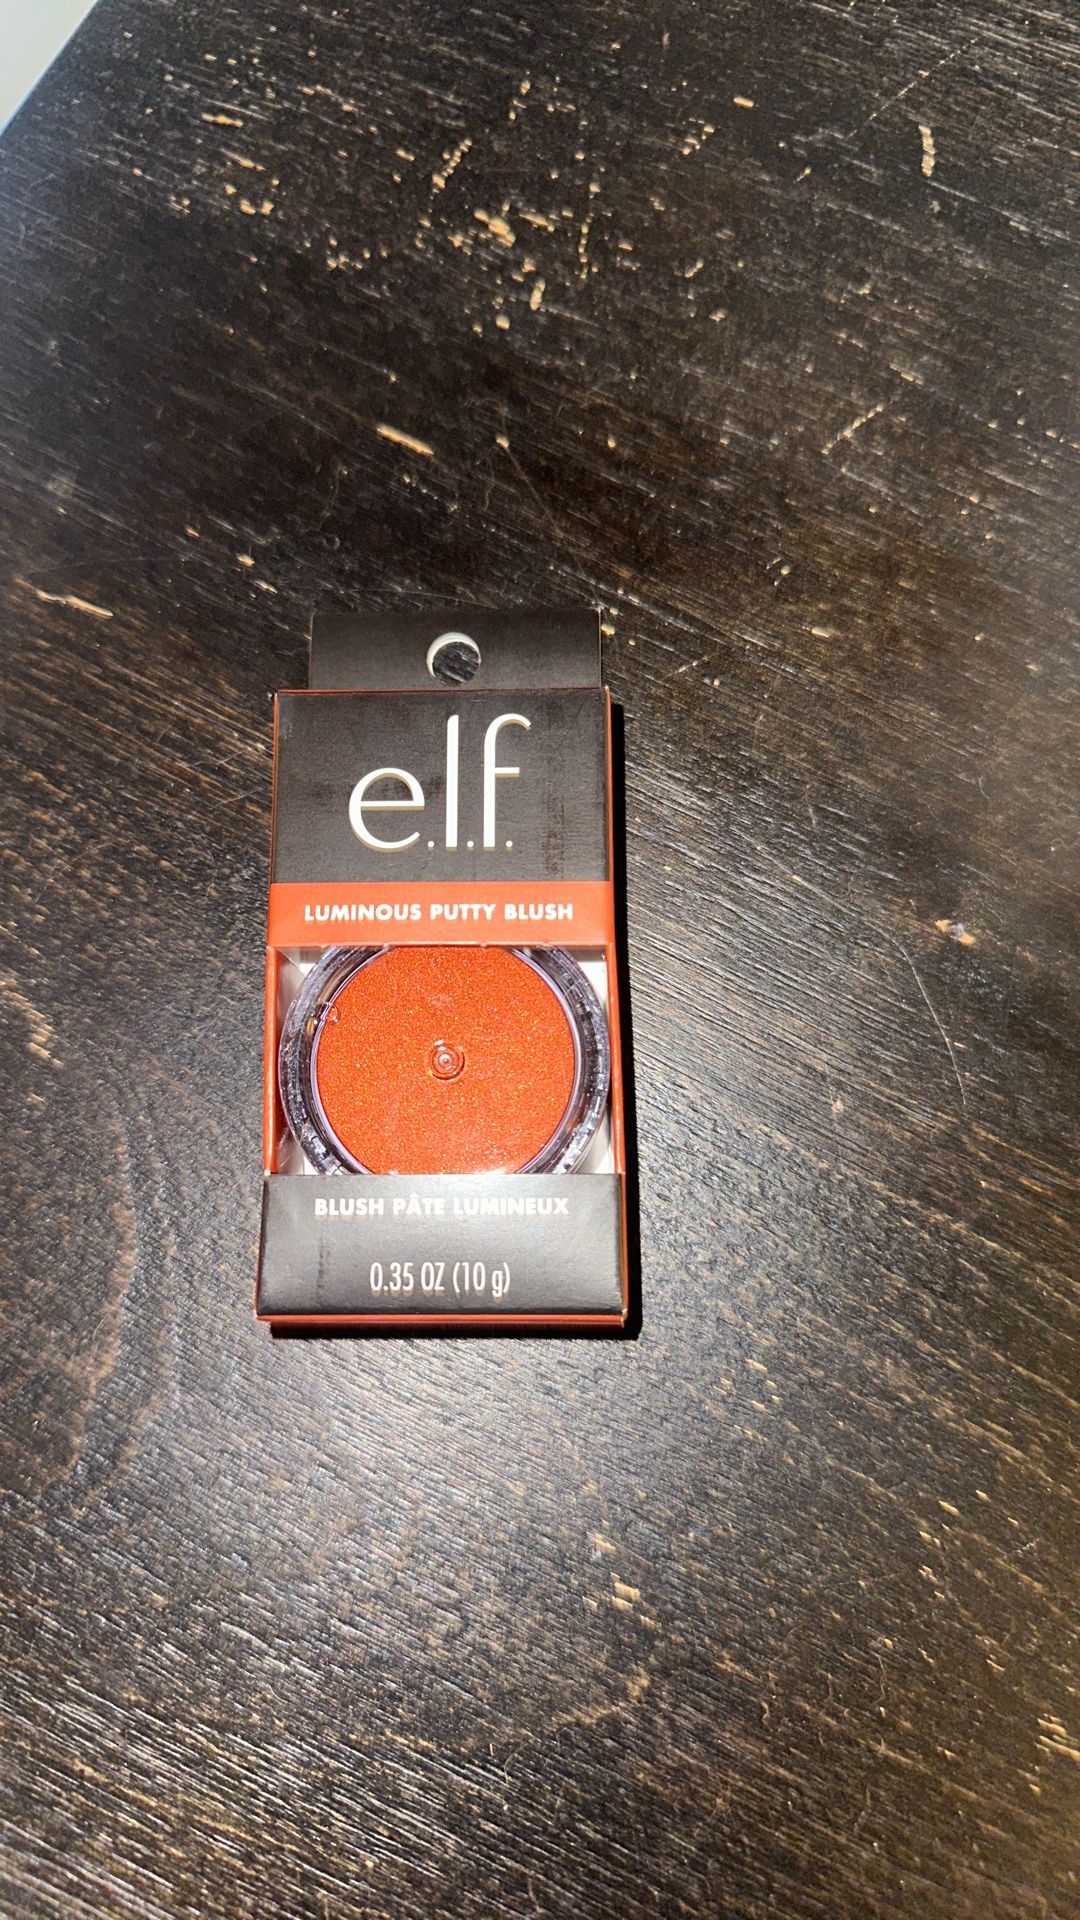 e.l.f.
LUMINOUS PUTTY BLUSH
BLUSH PÂTE LUMINEUX
0.35 OZ (10 g)